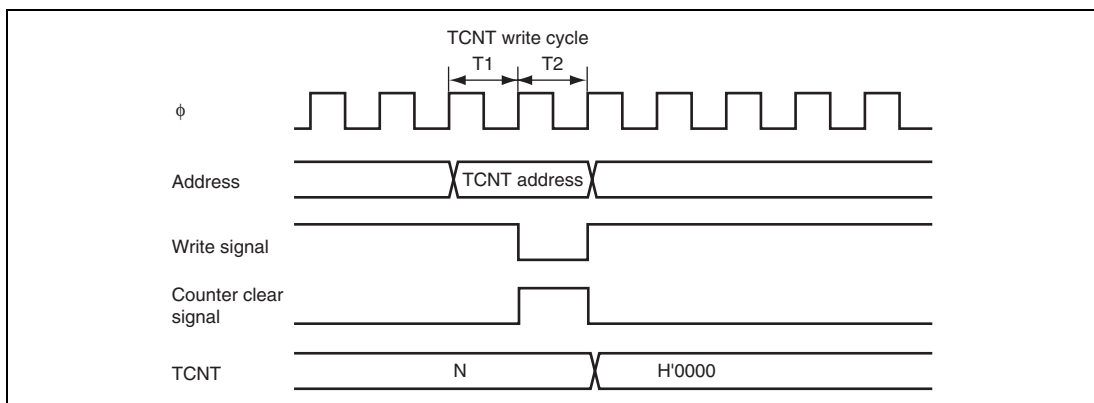 TCNT write cycle
T1 T2
ϕ
Address
TCNT address
Write signal
Counter clear
signal
TCNT
N
H'0000